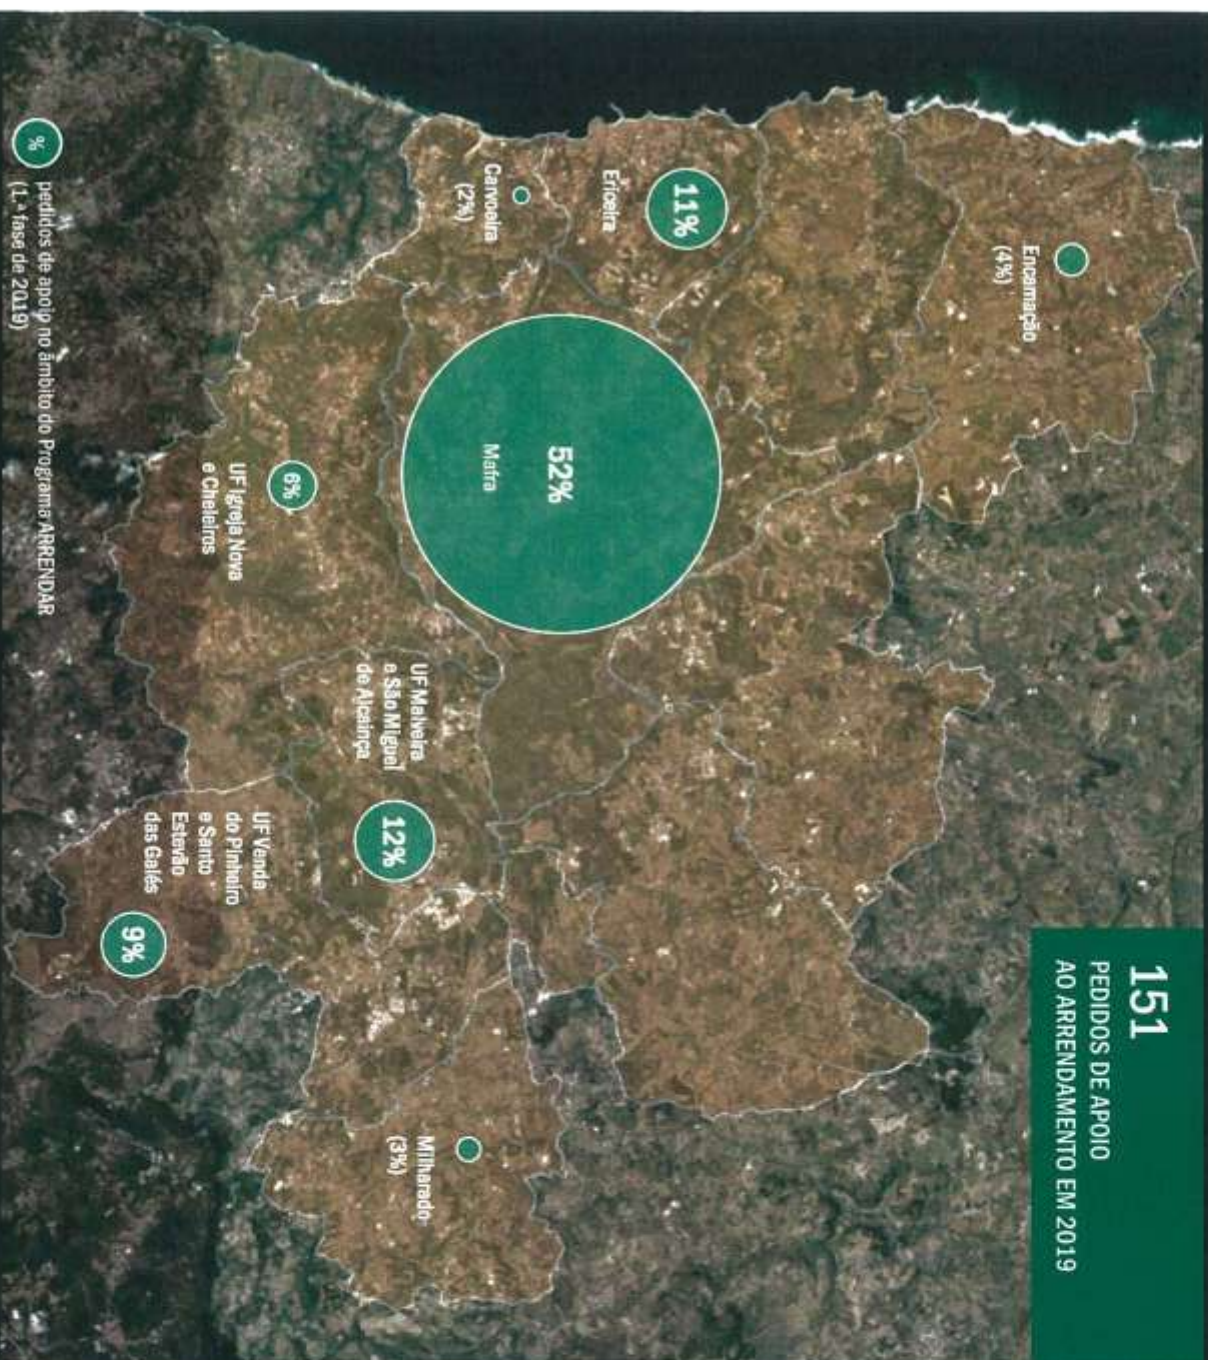 151
PEDIDOS DE APOIO
AO ARRENDAMENTO EM 2019
Encarnação
(4%)
11%
Ericeira
52%
Mafra
Carvoeira
(2%)
Milharado
(3%)
UF Malveira
e São Miguel
de Alcainça
12%
6%
UF Igreja Nova
e Cheleiros
UF Venda
do Pinheiro
e Santo
Estevão
das Galés
9%
% pedidos de apoio no âmbito do Programa ARRENDAR
(1.ª fase de 2019)